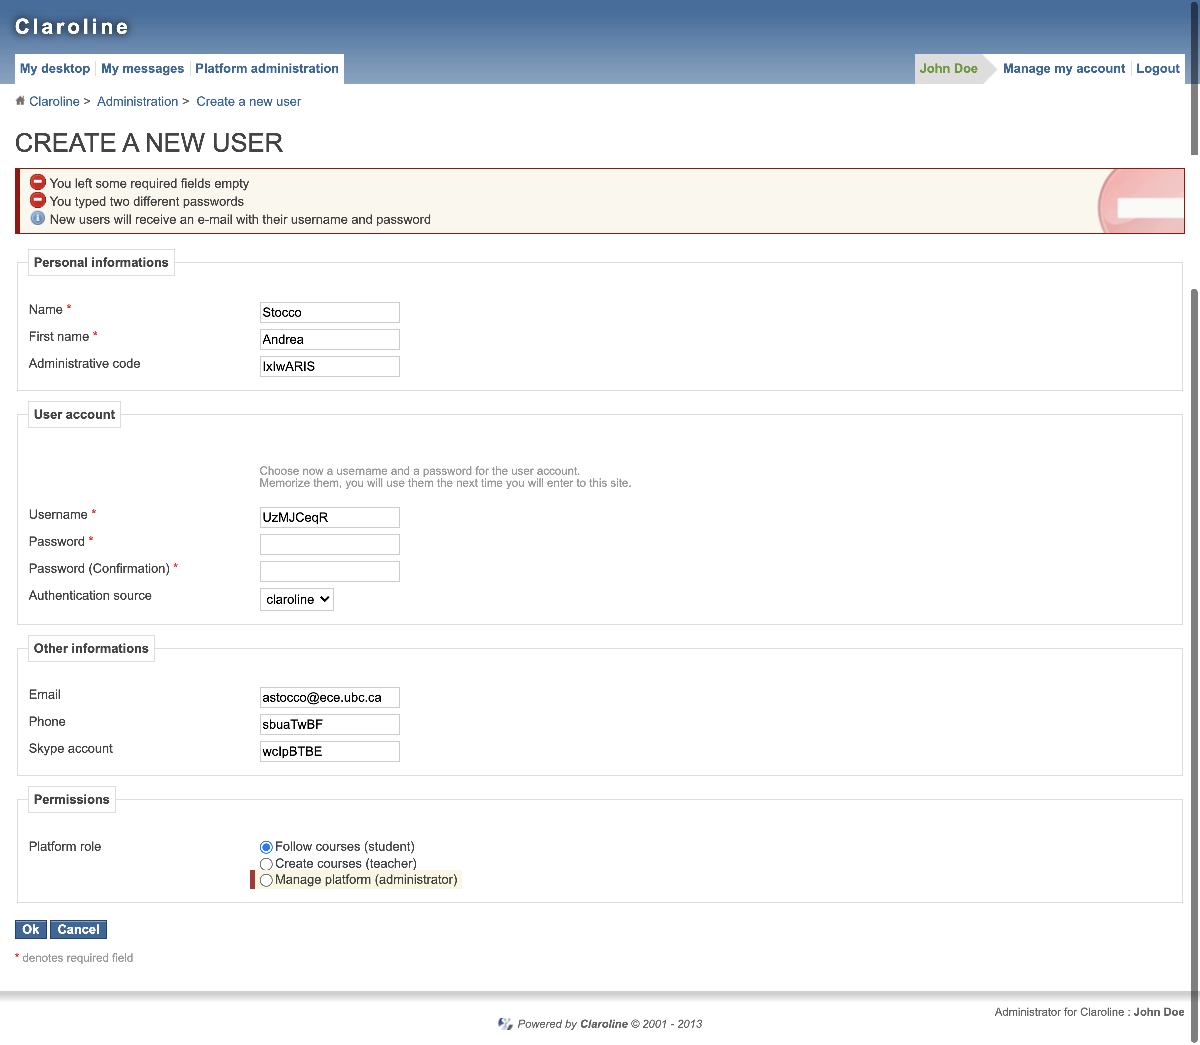 Claroline
My desktop My messages Platform administration John Doe Manage my account Logout
Claroline > Administration > Create a new user
CREATE A NEW USER
You left some required fields empty
You typed two different passwords
New users will receive an e-mail with their username and password
Personal informations
Name * Stocco
First name * Andrea
Administrative code IxIwARIS
User account
Choose now a username and a password for the user account.
Memorize them, you will use them the next time you will enter to this site.
Username * UzMJCeqR
Password *
Password (Confirmation) *
Authentication source claroline
Other informations
Email astocco@ece.ubc.ca
Phone sbuaTwBF
Skype account wcIpBTBE
Permissions
Platform role Follow courses (student)
Create courses (teacher)
Manage platform (administrator)
Ok Cancel
* denotes required field
Administrator for Claroline : John Doe
Powered by Claroline © 2001 - 2013